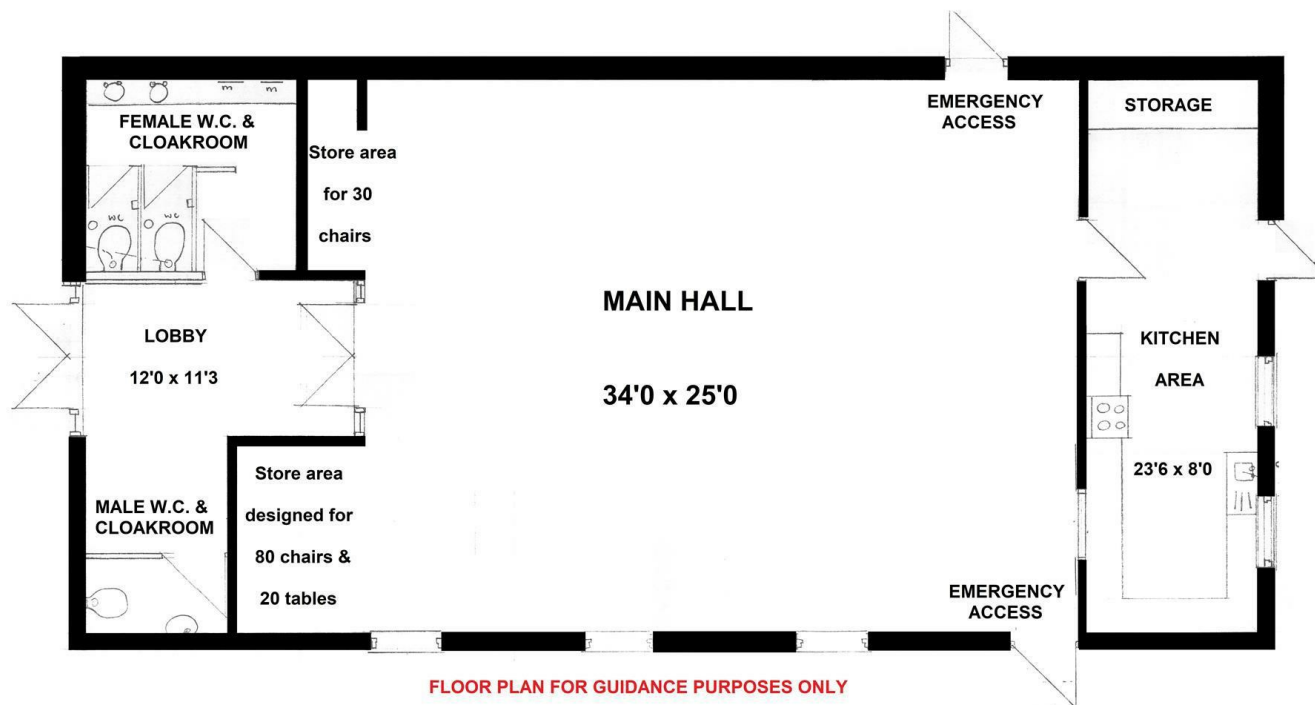 FEMALE W.C. &
CLOAKROOM
m
m
wc
wc
Store area
for 30
chairs
EMERGENCY
ACCESS
STORAGE
LOBBY
12'0 x 11'3
MAIN HALL
34'0 x 25'0
KITCHEN
AREA
23'6 x 8'0
MALE W.C. &
CLOAKROOM
Store area
designed for
80 chairs &
20 tables
EMERGENCY
ACCESS
FLOOR PLAN FOR GUIDANCE PURPOSES ONLY